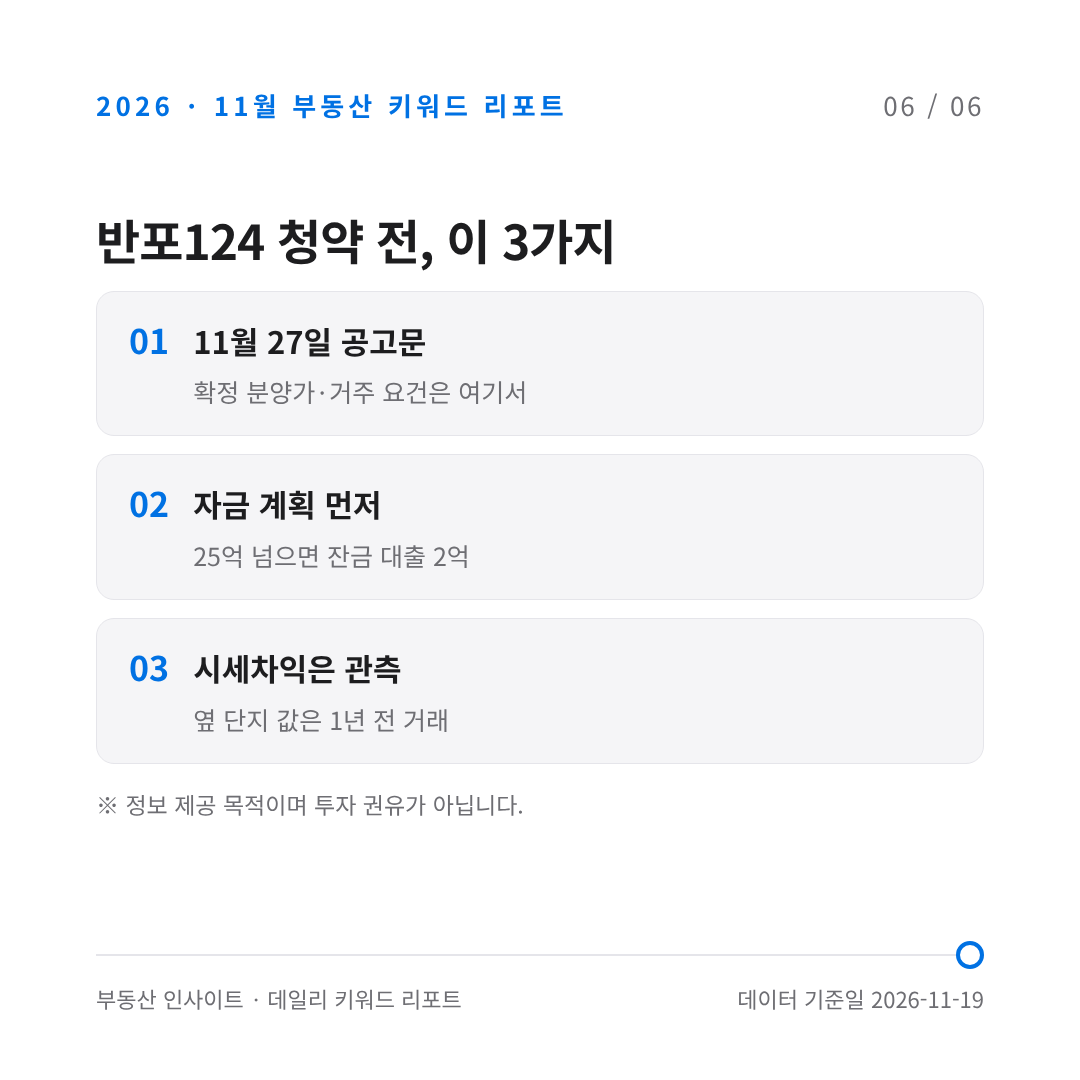 2026 · 11월 부동산 키워드 리포트
06 / 06
반포124 청약 전, 이 3가지
01 11월 27일 공고문
확정 분양가·거주 요건은 여기서
02 자금 계획 먼저
25억 넘으면 잔금 대출 2억
03 시세차익은 관측
옆 단지 값은 1년 전 거래
※ 정보 제공 목적이며 투자 권유가 아닙니다.
부동산 인사이트 · 데일리 키워드 리포트
데이터 기준일 2026-11-19